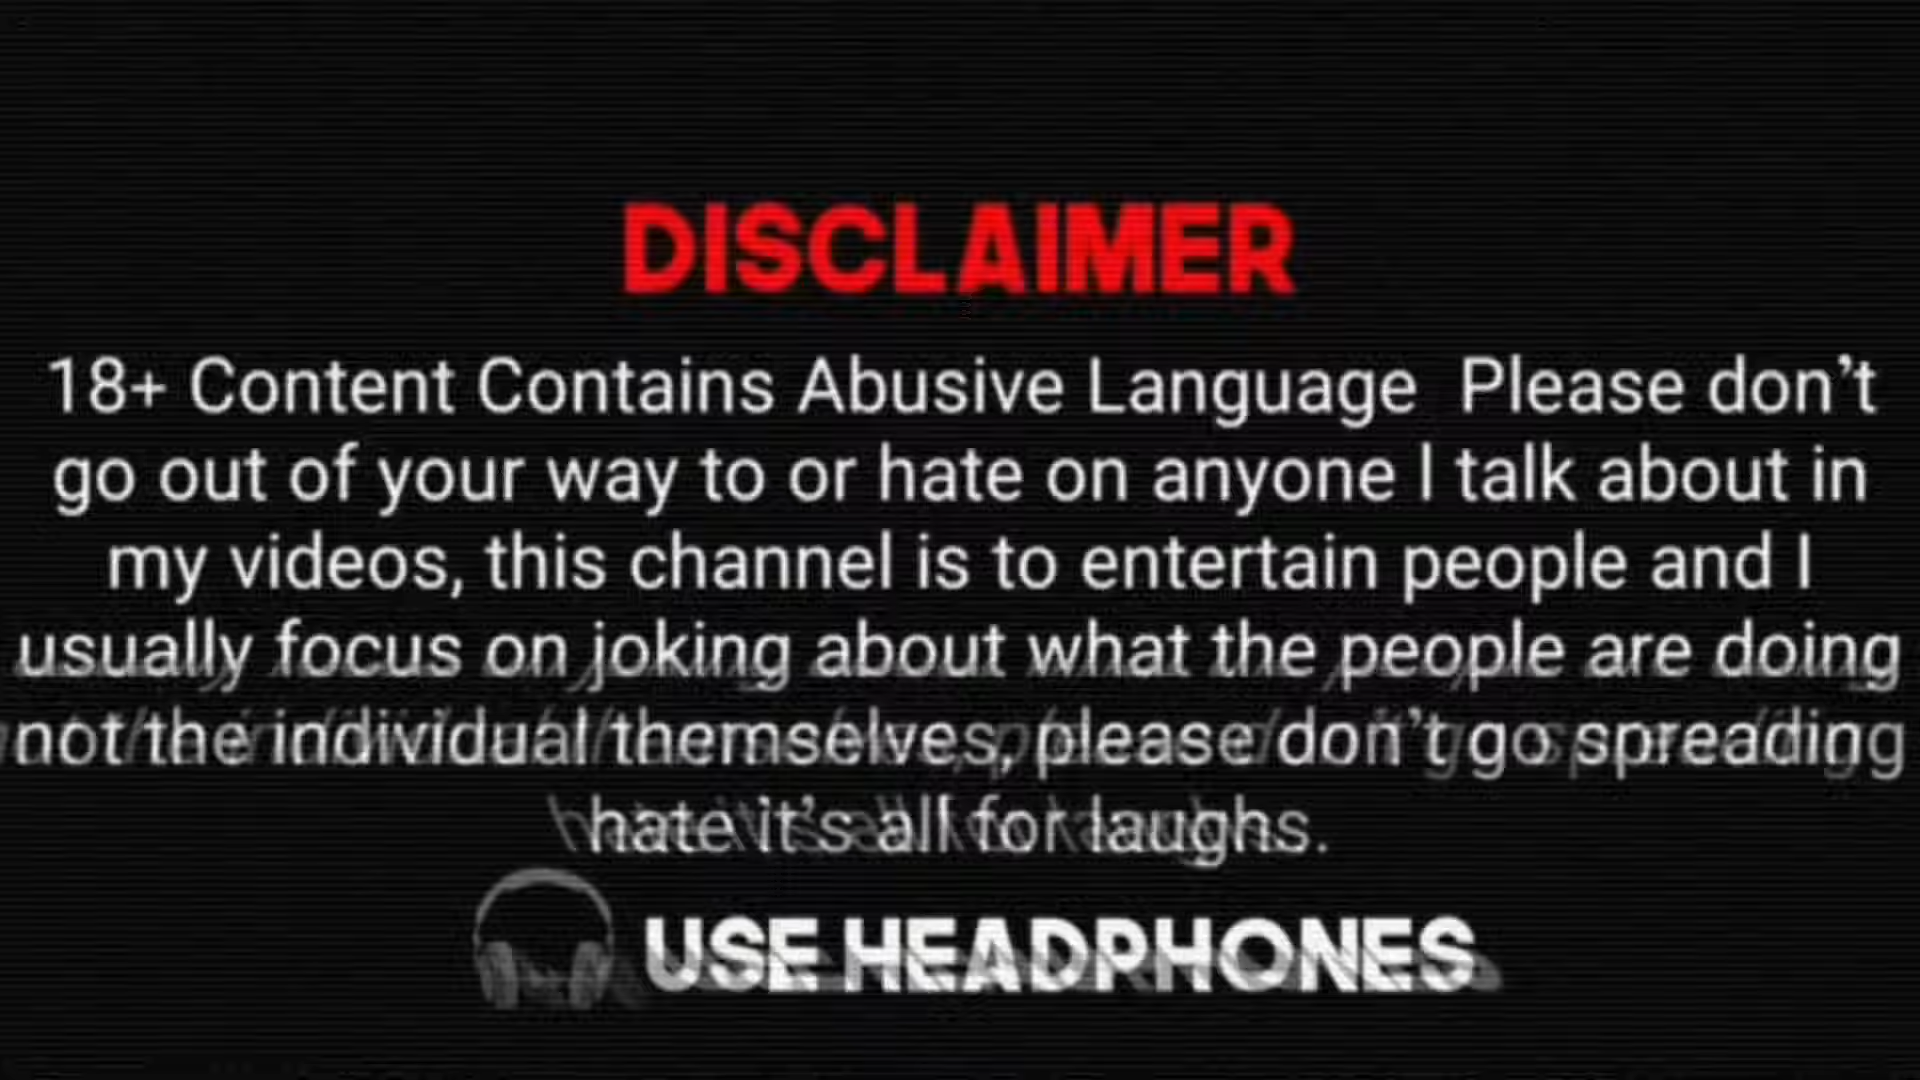 DISCLAIMER
18+ Content Contains Abusive Language  Please don't
go out of your way to or hate on anyone I talk about in
my videos, this channel is to entertain people and I
usually focus on joking about what the people are doing
not the individual themselves, please don't go spreading
hate it's all for laughs.
USE HEADPHONES